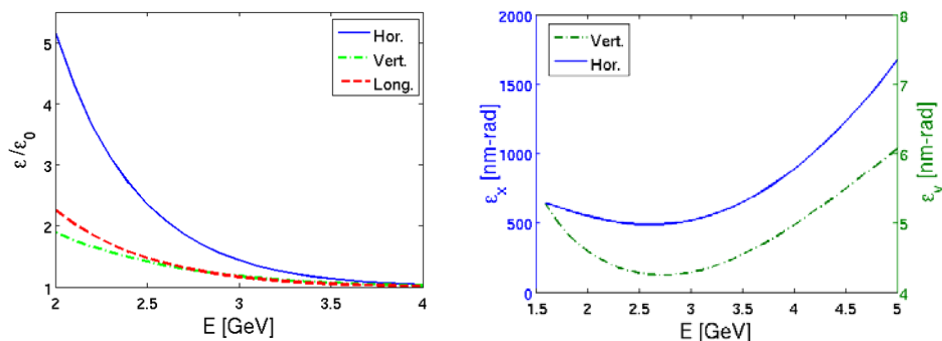 5
4
3
2
1
ε/ε0
Hor.
Vert.
Long.
2
2.5
3
3.5
4
E [GeV]
2000
1500
1000
500
0
εx [nm-rad]
Vert.
Hor.
8
7
6
5
4
εy [nm-rad]
1.5
2
2.5
3
3.5
4
4.5
5
E [GeV]